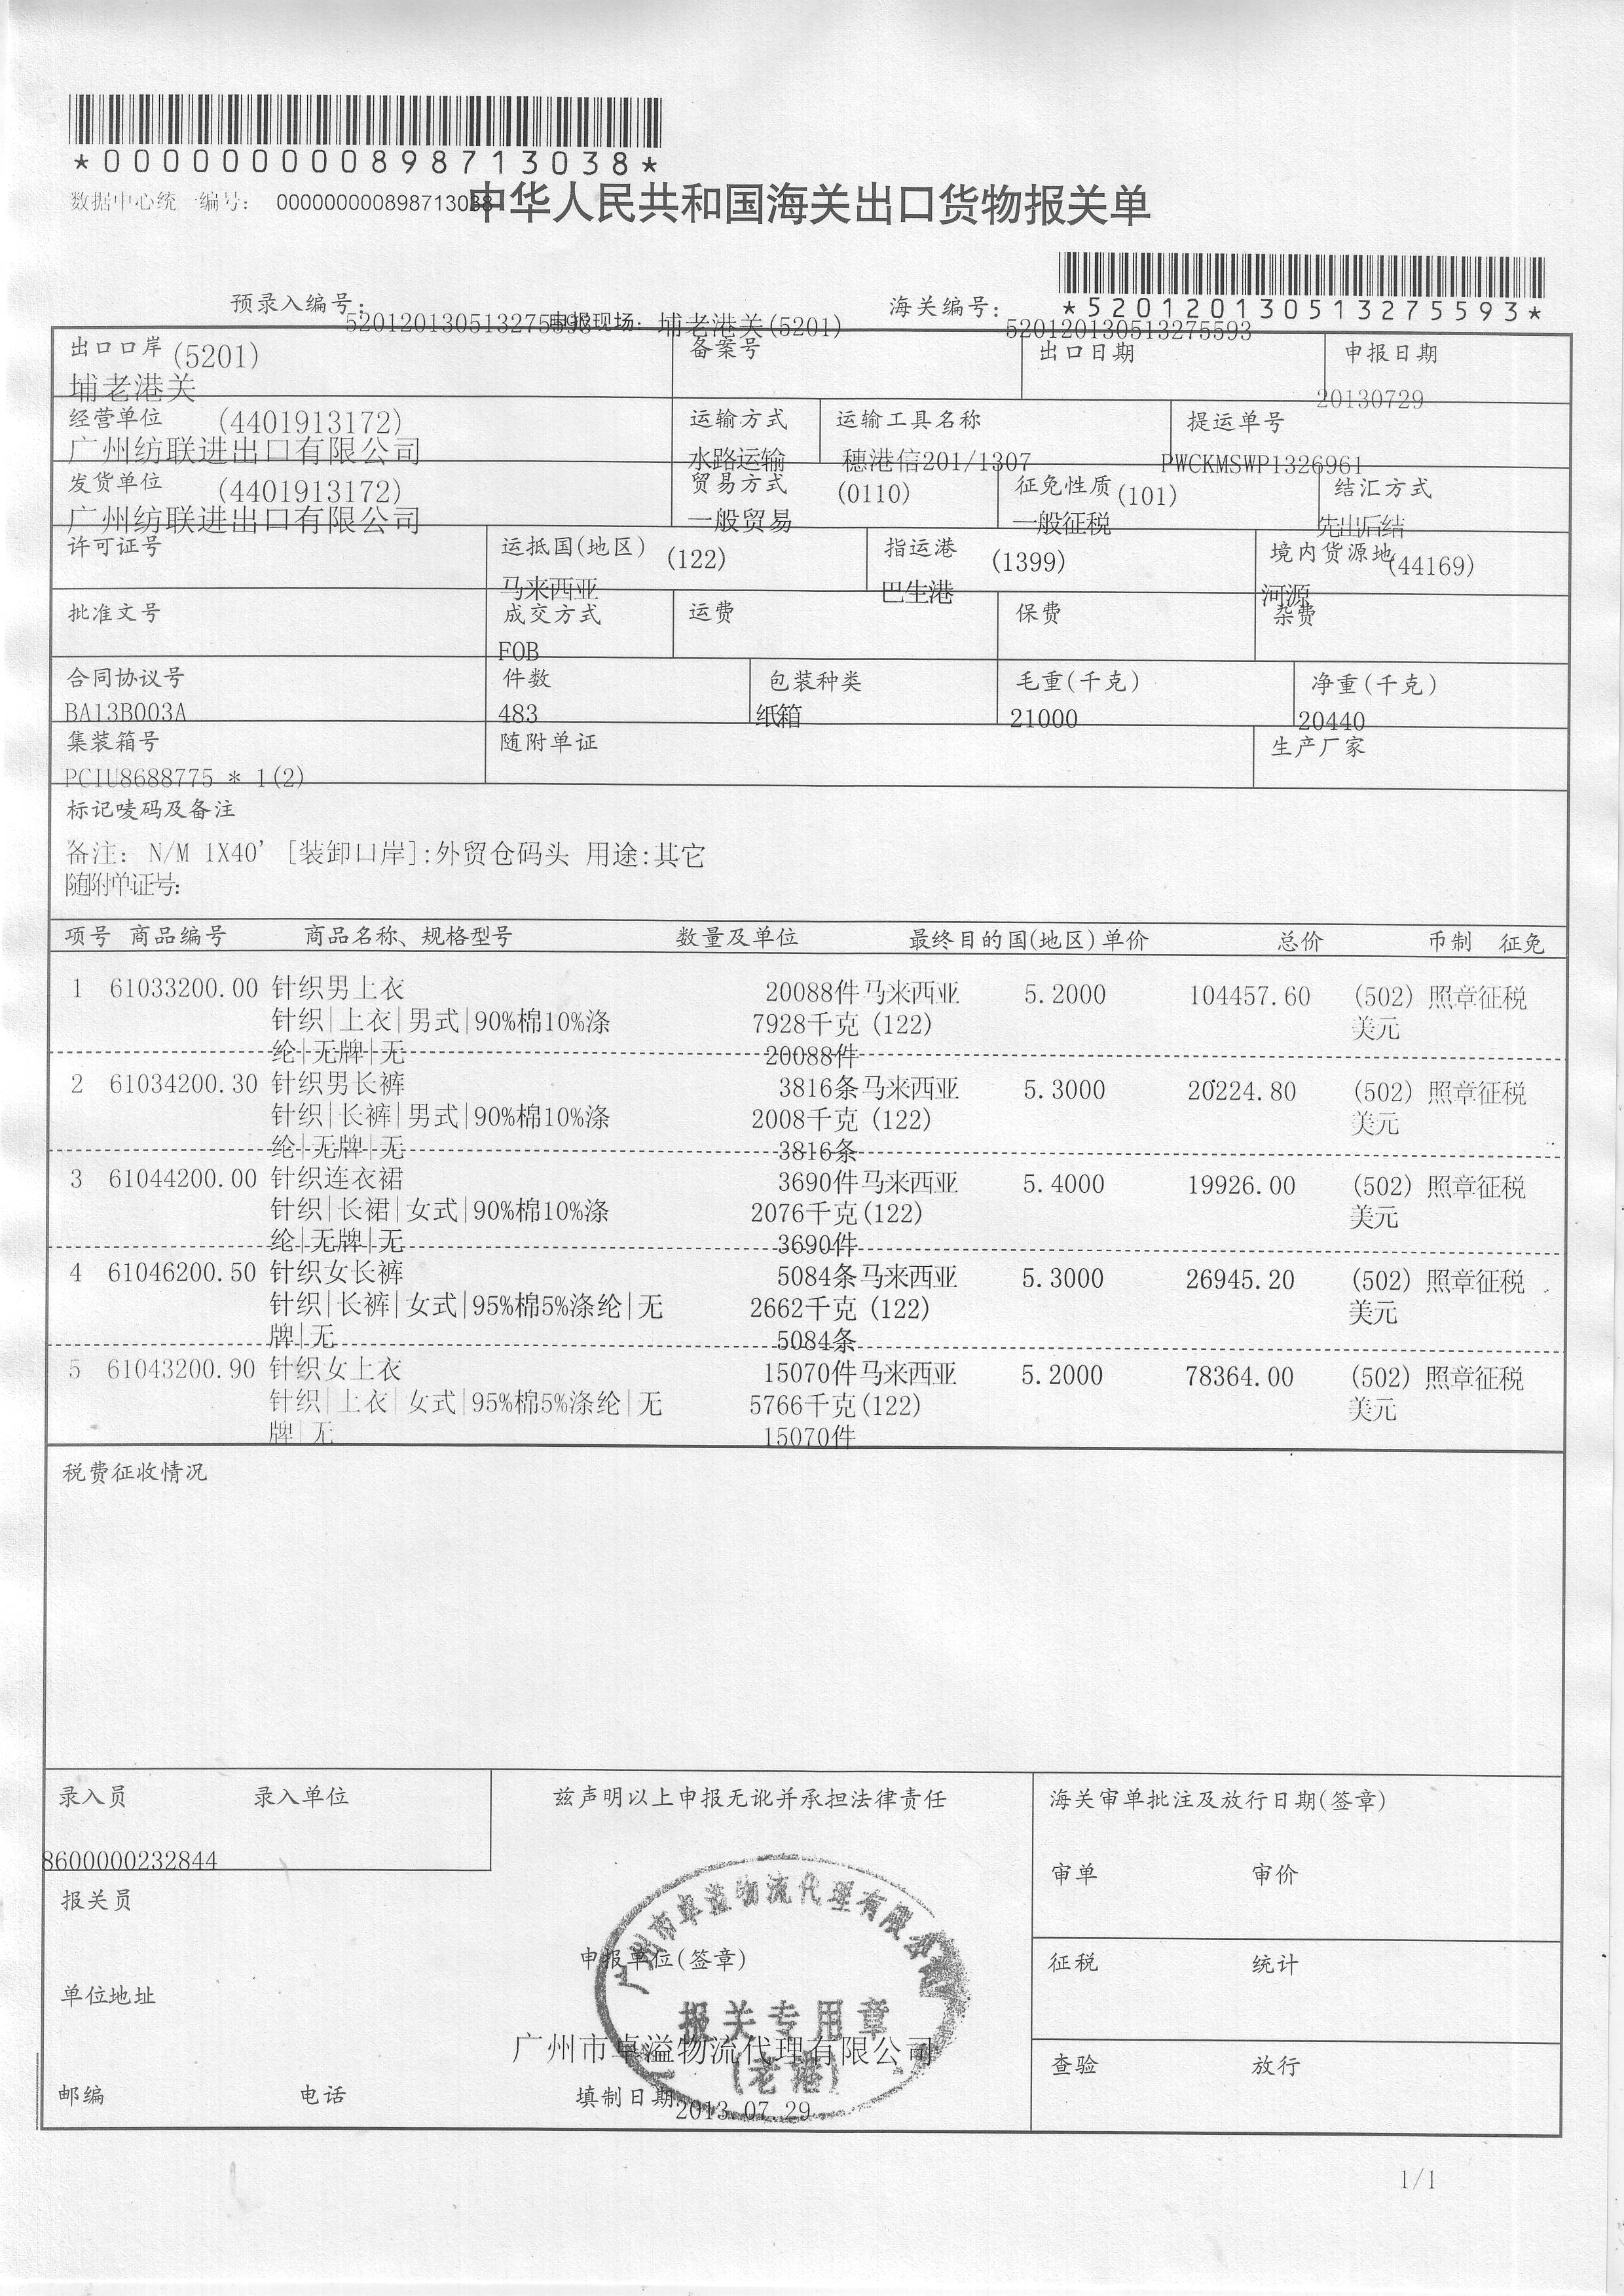 *000000000898713038*
数据中心统一编号： 000000000898713038
中华人民共和国海关出口货物报关单
*520120130513275593*
预录入编号： 520120130513275593 申报现场：埔老港关(5201) 海关编号： 520120130513275593
出口口岸 (5201) 备案号 出口日期 申报日期
埔老港关 20130729
经营单位 (4401913172) 运输方式 运输工具名称 提运单号
广州纺联进出口有限公司 水路运输 穗港信201/1307 PWCKMSWP1326961
发货单位 (4401913172) 贸易方式 (0110) 征免性质 (101) 结汇方式
广州纺联进出口有限公司 一般贸易 一般征税 先出后结
许可证号 运抵国(地区) (122) 指运港 (1399) 境内货源地 (44169)
马来西亚 巴生港 河源
批准文号 成交方式 运费 保费 杂费
FOB
合同协议号 件数 包装种类 毛重(千克) 净重(千克)
BA13B003A 483 纸箱 21000 20440
集装箱号 随附单证 生产厂家
PCIU8688775 * 1(2)
标记唛码及备注
备注: N/M 1X40' [装卸口岸]:外贸仓码头 用途:其它
随附单证号:
项号 商品编号 商品名称、规格型号 数量及单位 最终目的国(地区) 单价 总价 币制 征免
1 61033200.00 针织男上衣 20088件 马来西亚 5.2000 104457.60 (502) 照章征税
针织|上衣|男式|90%棉10%涤 7928千克 (122) 美元
纶|无牌|无 20088件
2 61034200.30 针织男长裤 3816条 马来西亚 5.3000 20224.80 (502) 照章征税
针织|长裤|男式|90%棉10%涤 2008千克 (122) 美元
纶|无牌|无 3816条
3 61044200.00 针织连衣裙 3690件 马来西亚 5.4000 19926.00 (502) 照章征税
针织|长裙|女式|90%棉10%涤 2076千克 (122) 美元
纶|无牌|无 3690件
4 61046200.50 针织女长裤 5084条 马来西亚 5.3000 26945.20 (502) 照章征税
针织|长裤|女式|95%棉5%涤纶|无 2662千克 (122) 美元
牌|无 5084条
5 61043200.90 针织女上衣 15070件 马来西亚 5.2000 78364.00 (502) 照章征税
针织|上衣|女式|95%棉5%涤纶|无 5766千克 (122) 美元
牌|无 15070件
税费征收情况
录入员 录入单位 兹声明以上申报无讹并承担法律责任 海关审单批注及放行日期(签章)
8600000232844
审单 审价
报关员
广州市卓溢物流代理有限公司
申报单位(签章) 征税 统计
单位地址
报关专用章
广州市卓溢物流代理有限公司
(老港)
查验 放行
邮编 电话 填制日期 2013.07.29
1/1